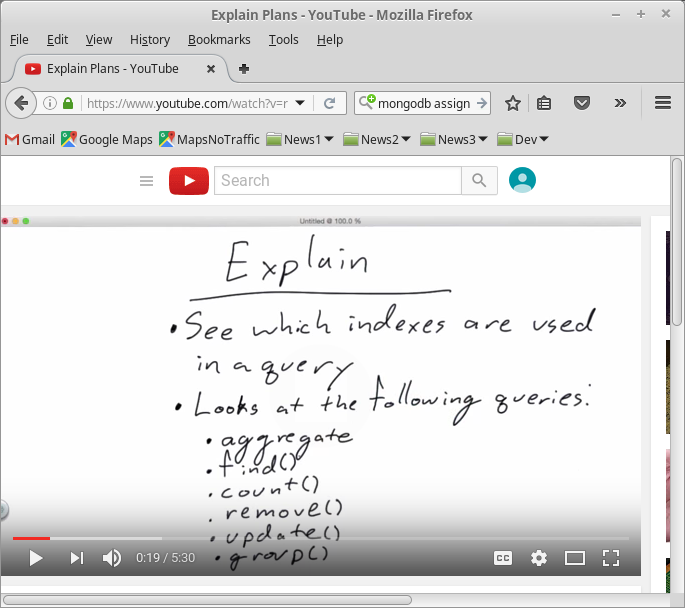 Explain Plans - YouTube - Mozilla Firefox
File Edit View History Bookmarks Tools Help
Explain Plans - YouTube
https://www.youtube.com/watch?v=r
mongodb assign
Gmail Google Maps MapsNoTraffic News1 News2 News3 Dev
Search
Untitled @ 100.0 %
Explain
• See which indexes are used
in a query
• Looks at the following queries:
• aggregate
• find()
• count()
• remove()
• update()
• group()
0:19 / 5:30
CC